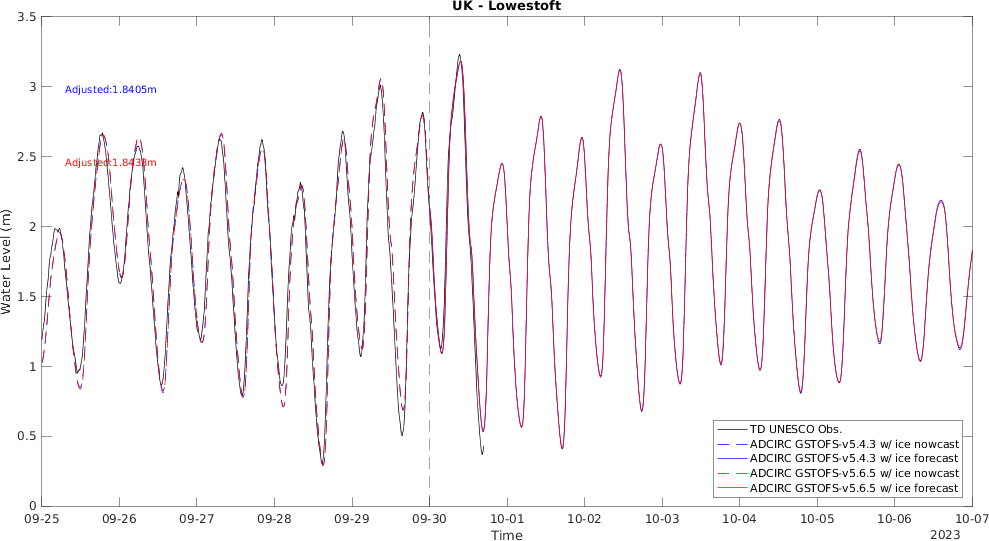 UK - Lowestoft
3.5
3
2.5
2
1.5
1
0.5
0
Water Level (m)
Adjusted:1.8405m
Adjusted:1.8438m
TD UNESCO Obs.
ADCIRC GSTOFS-v5.4.3 w/ ice nowcast
ADCIRC GSTOFS-v5.4.3 w/ ice forecast
ADCIRC GSTOFS-v5.6.5 w/ ice nowcast
ADCIRC GSTOFS-v5.6.5 w/ ice forecast
09-25 09-26 09-27 09-28 09-29 09-30 10-01 10-02 10-03 10-04 10-05 10-06 10-07
Time
2023